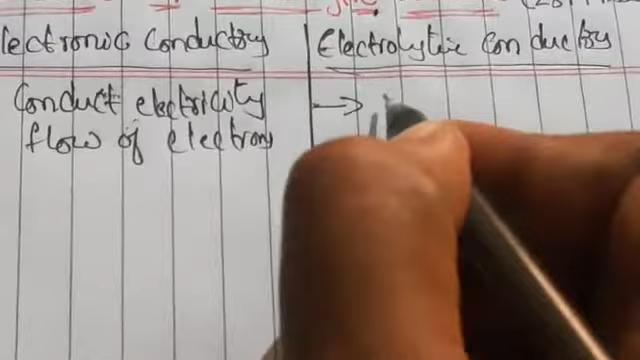 lectronic Conductry | Electrolytic Conductry
Conduct electricity →
flow of electrons